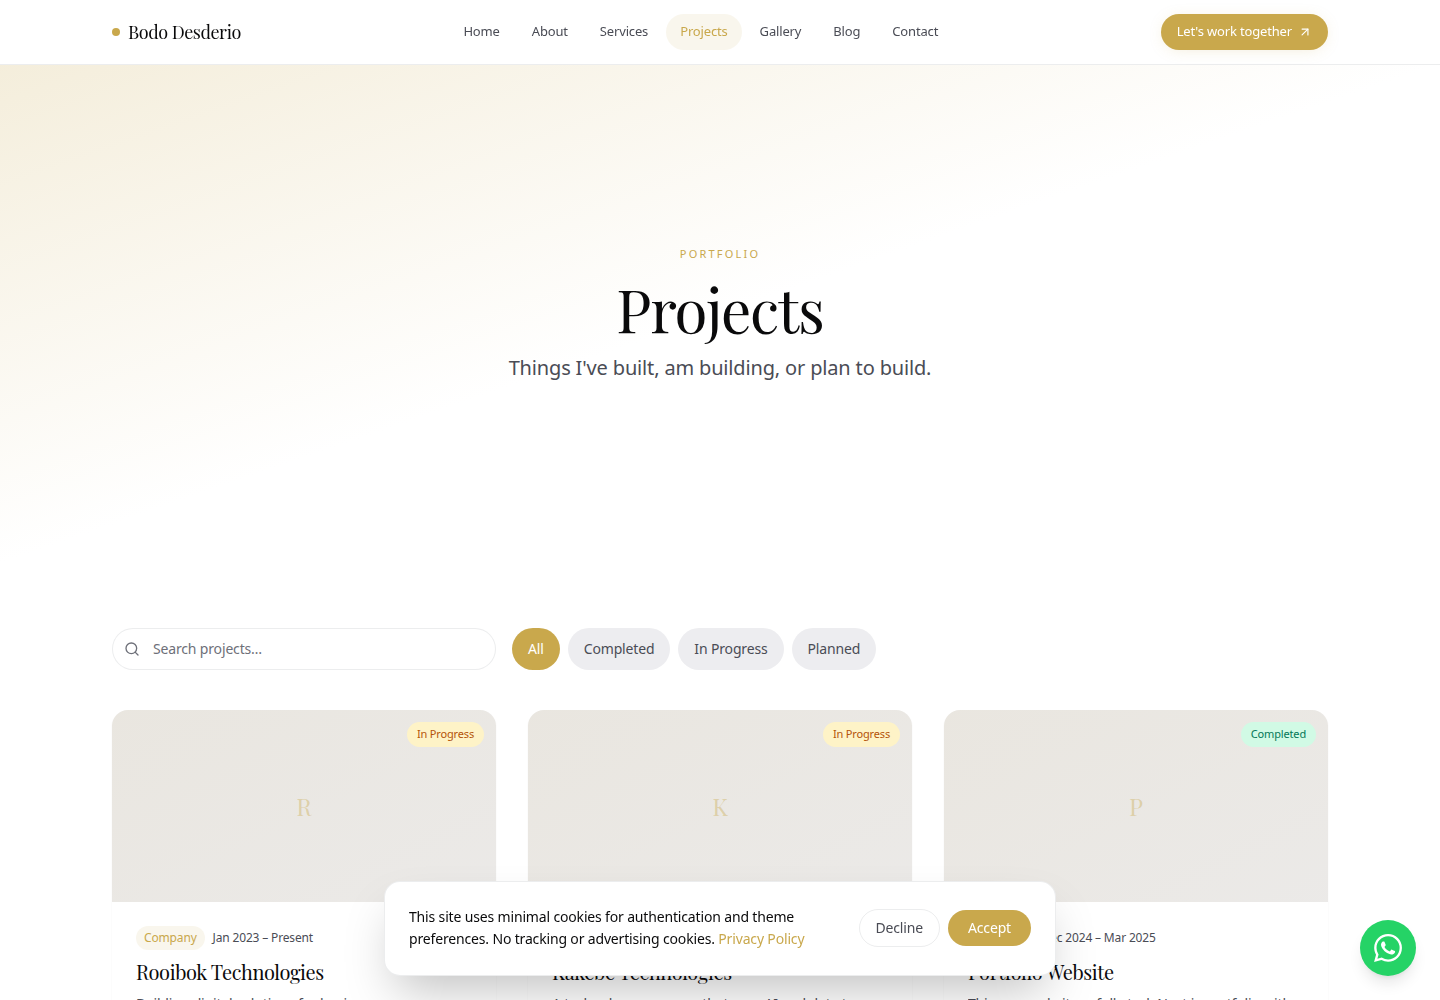 Bodo Desderio
Home
About
Services
Projects
Gallery
Blog
Contact
Let's work together
PORTFOLIO
Projects
Things I've built, am building, or plan to build.
Search projects...
All
Completed
In Progress
Planned
In Progress
R
In Progress
K
Completed
P
This site uses minimal cookies for authentication and theme
preferences. No tracking or advertising cookies. Privacy Policy
Decline
Accept
Company
Jan 2023 – Present
2024 – Mar 2025
Rooibok Technologies
Kakebe Technologies
Portfolio Website